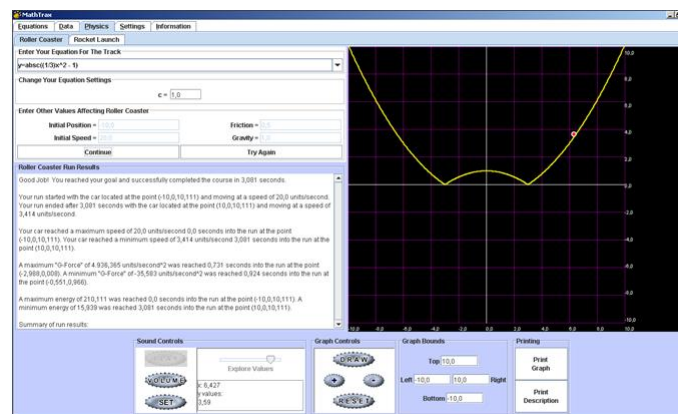 MathTrax
Equations Data Physics Settings Information
Roller Coaster Rocket Launch
Enter Your Equation For The Track
Change Your Equation Settings
c = 1,0
Enter Other Values Affecting Roller Coaster
Initial Position = Friction =
Initial Speed = Gravity =
Continue Try Again
Roller Coaster Run Results
Good Job! You reached your goal and successfully completed the course in 3,081 seconds.
Your run started with the car located at the point (-10,0,10,111) and moving at a speed of 20,0 units/second.
Your run ended after 3,081 seconds with the car located at the point (10,0,10,111) and moving at a speed of
3,414 units/second.
Your car reached a maximum speed of 20,0 units/second 0,0 seconds into the run at the point
(-10,0,10,111). Your car reached a minimum speed of 3,414 units/second 3,081 seconds into the run at the
point (10,0,10,111).
A maximum "G-Force" of 4.936,365 units/second^2 was reached 0,731 seconds into the run at the point
(-2,989,0,008). A minimum "G-Force" of -35,583 units/second^2 was reached 0,924 seconds into the run at
the point (-0,551,0,966).
A maximum energy of 210,111 was reached 0,0 seconds into the run at the point (-10,0,10,111). A
minimum energy of 15,939 was reached 3,081 seconds into the run at the point (10,0,10,111).
Summary of run results:
10,0
8,0
4,0
0,0
-2,0
-10,0
Sound Controls Graph Controls Graph Bounds Printing
Explore Values
VOLUME
SET
x: 6,427
y values:
3,59
DRAW
+ -
RESET
Top 10,0
Left -10,0 10,0 Right
Bottom -10,0
Print
Graph
Print
Description